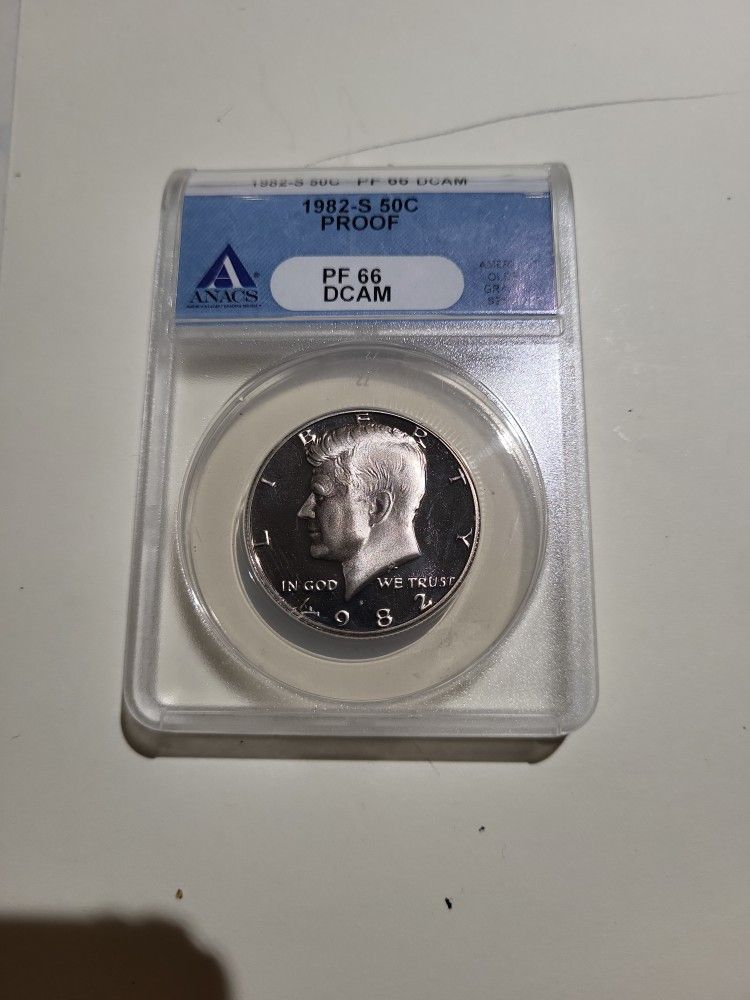 1982-S 50C PF 66 DCAM
1982-S 50C
PROOF
PF 66
DCAM
ANACS
LIBERTY
IN GOD WE TRUST
1982